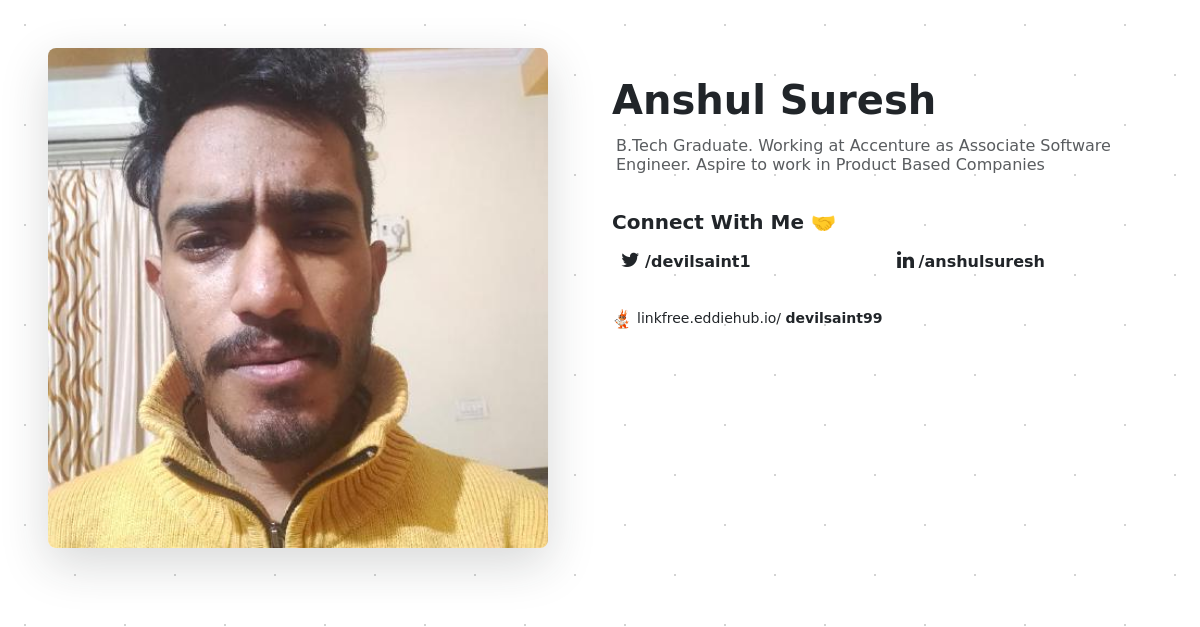 Anshul Suresh
B.Tech Graduate. Working at Accenture as Associate Software
Engineer. Aspire to work in Product Based Companies
Connect With Me 🤝
/devilsaint1
/anshulsuresh
linkfree.eddiehub.io/ devilsaint99